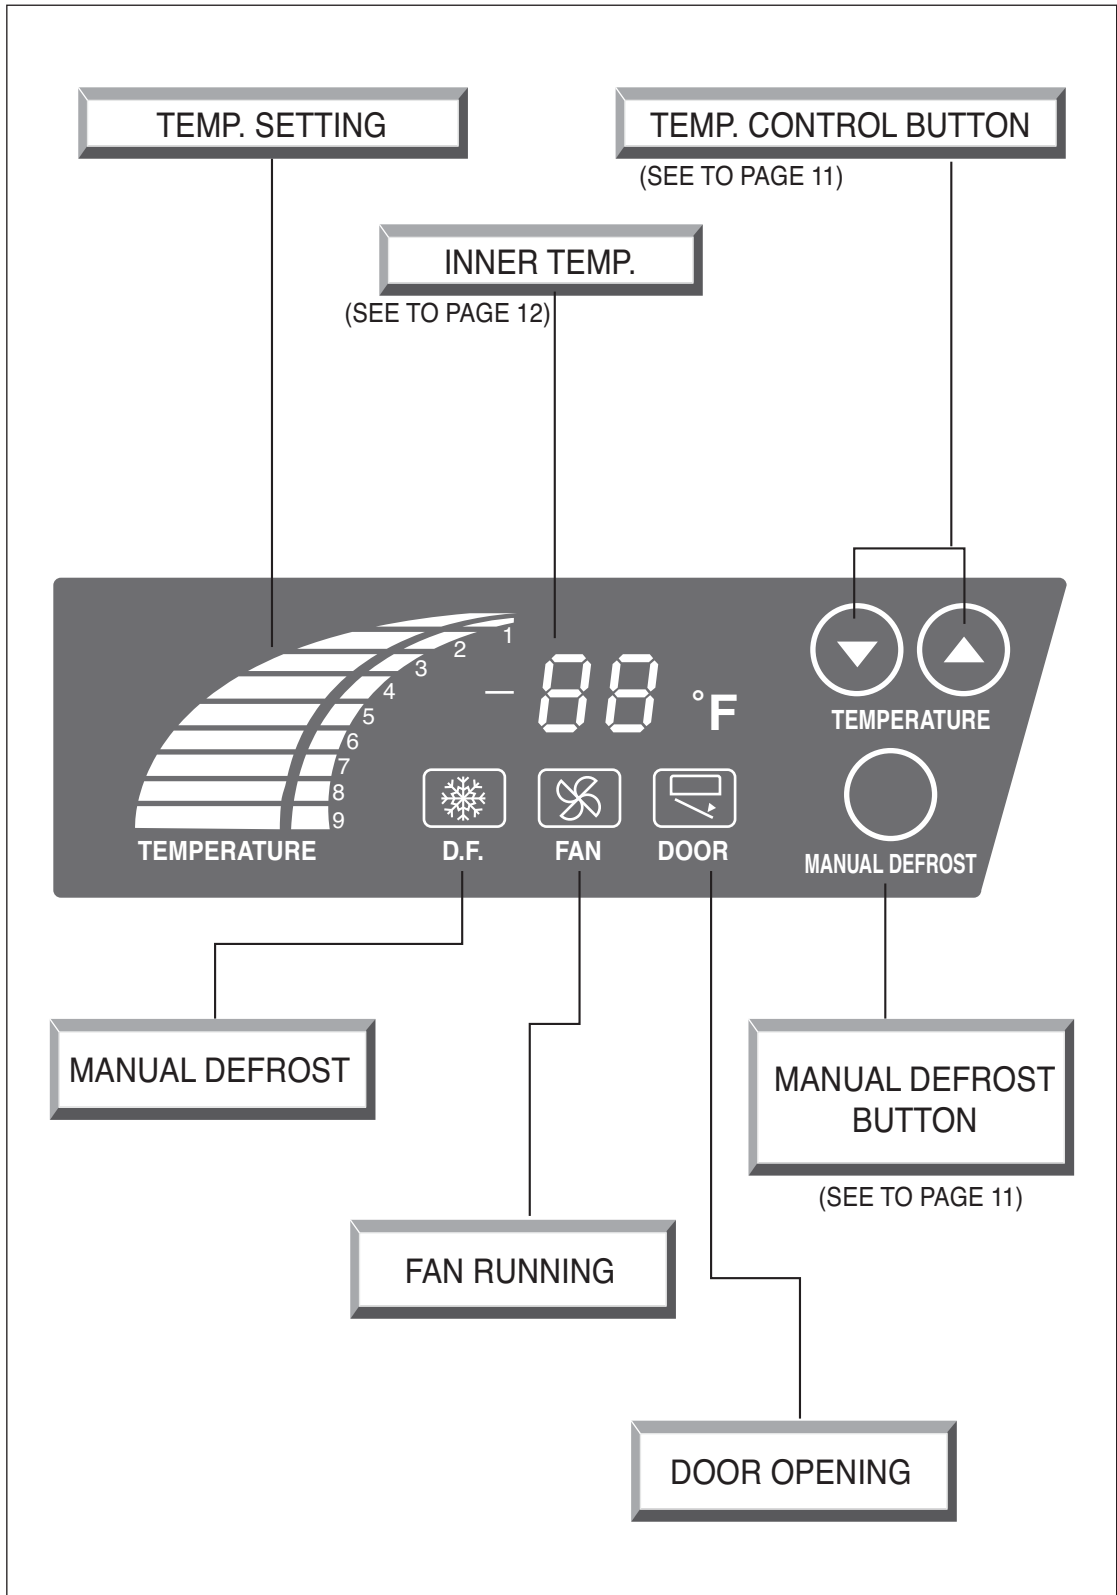 TEMP. SETTING
TEMP. CONTROL BUTTON
(SEE TO PAGE 11)
INNER TEMP.
(SEE TO PAGE 12)
1
2
3
4
5
6
7
8
9
-88 °F
TEMPERATURE
TEMPERATURE
D.F.
FAN
DOOR
MANUAL DEFROST
MANUAL DEFROST
MANUAL DEFROST
BUTTON
(SEE TO PAGE 11)
FAN RUNNING
DOOR OPENING